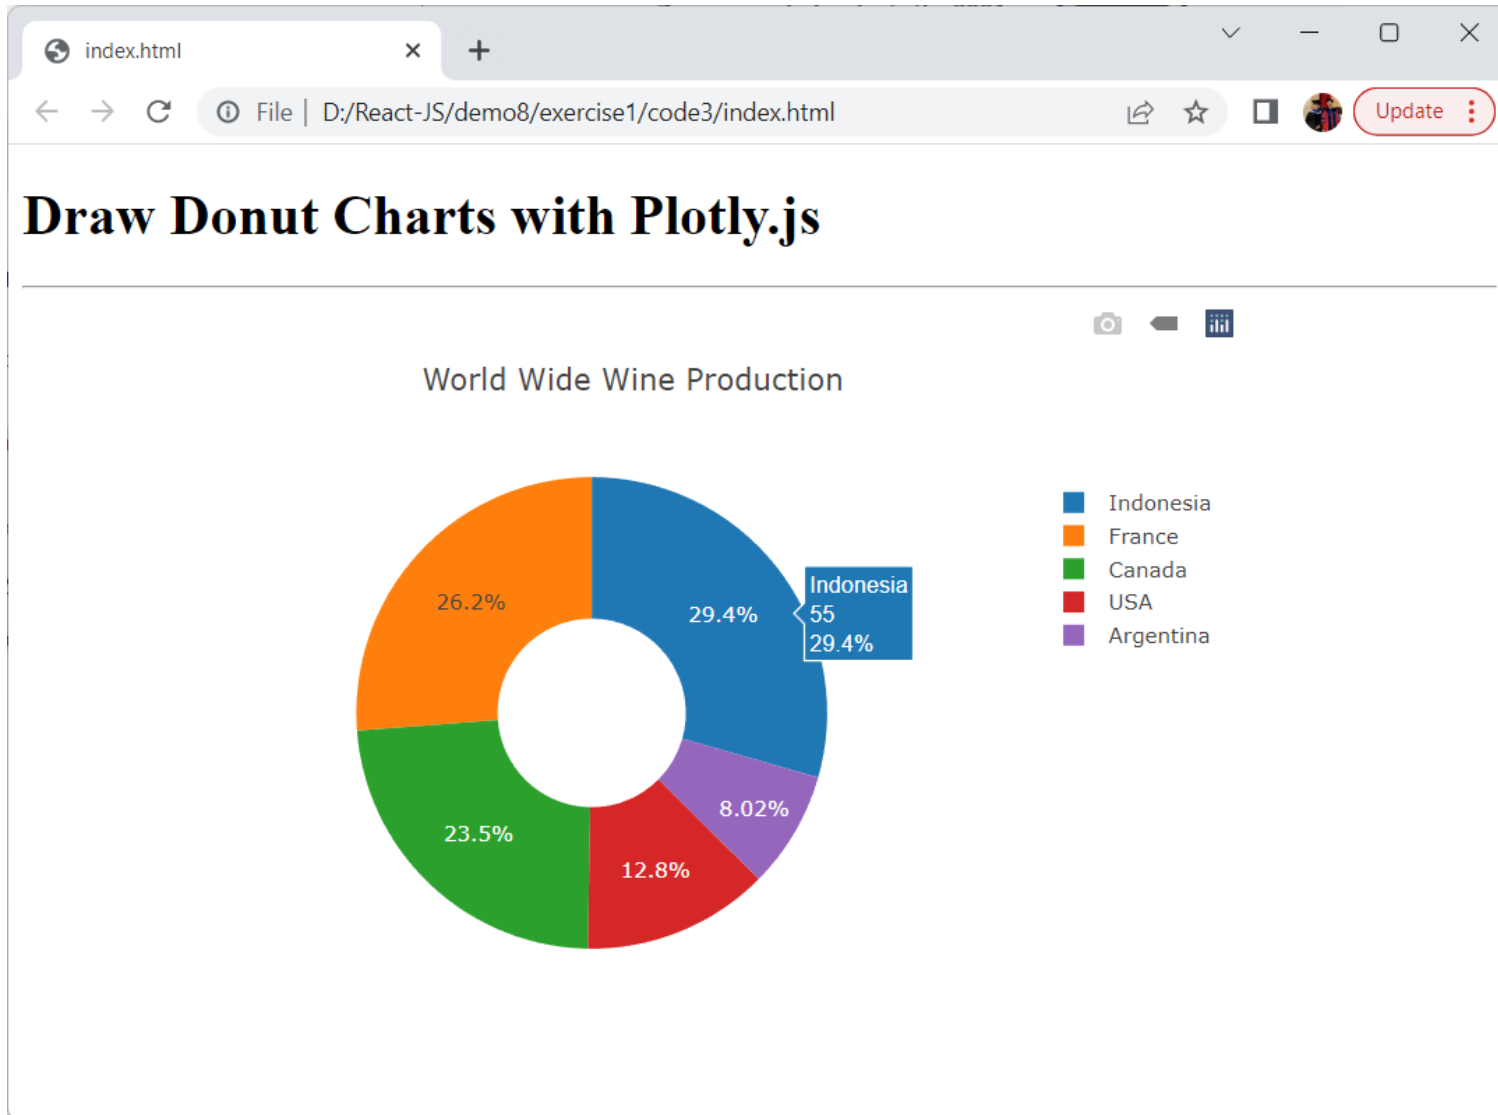 index.html
File | D:/React-JS/demo8/exercise1/code3/index.html
Update
Draw Donut Charts with Plotly.js
World Wide Wine Production
Indonesia
France
Canada
USA
Argentina
26.2%
29.4%
Indonesia
55
29.4%
23.5%
8.02%
12.8%